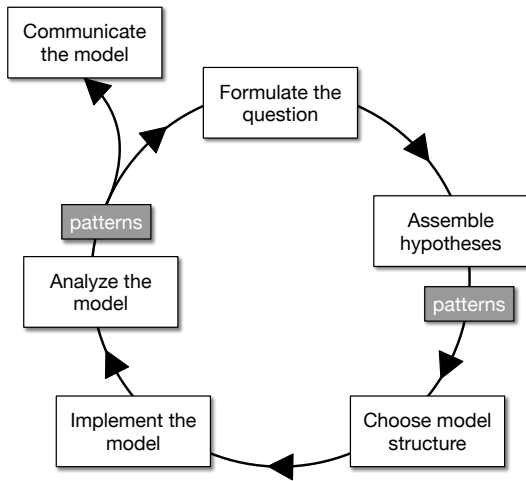 Communicate
the model
Formulate the
question
patterns
Assemble
hypotheses
Analyze the
model
patterns
Implement the
model
Choose model
structure